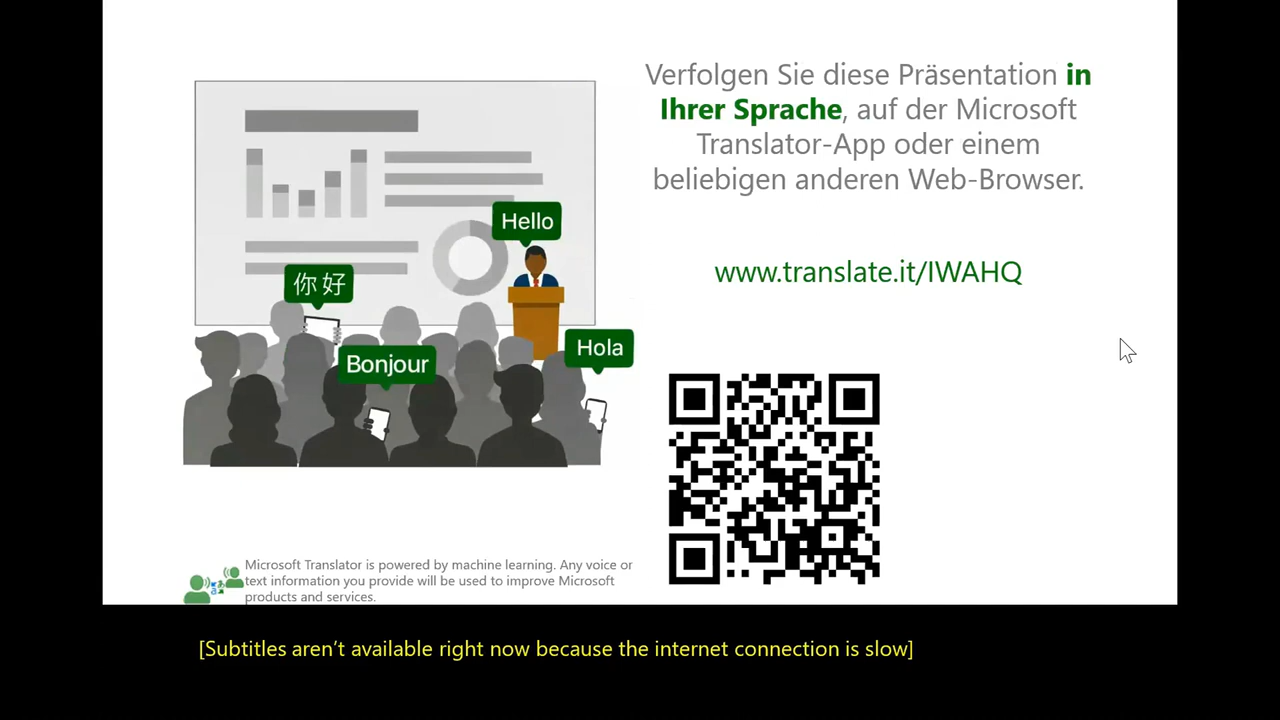 Verfolgen Sie diese Präsentation in
Ihrer Sprache, auf der Microsoft
Translator-App oder einem
beliebigen anderen Web-Browser.
www.translate.it/IWAHQ
Hello
你好
Bonjour
Hola
Microsoft Translator is powered by machine learning. Any voice or
text information you provide will be used to improve Microsoft
products and services.
[Subtitles aren’t available right now because the internet connection is slow]